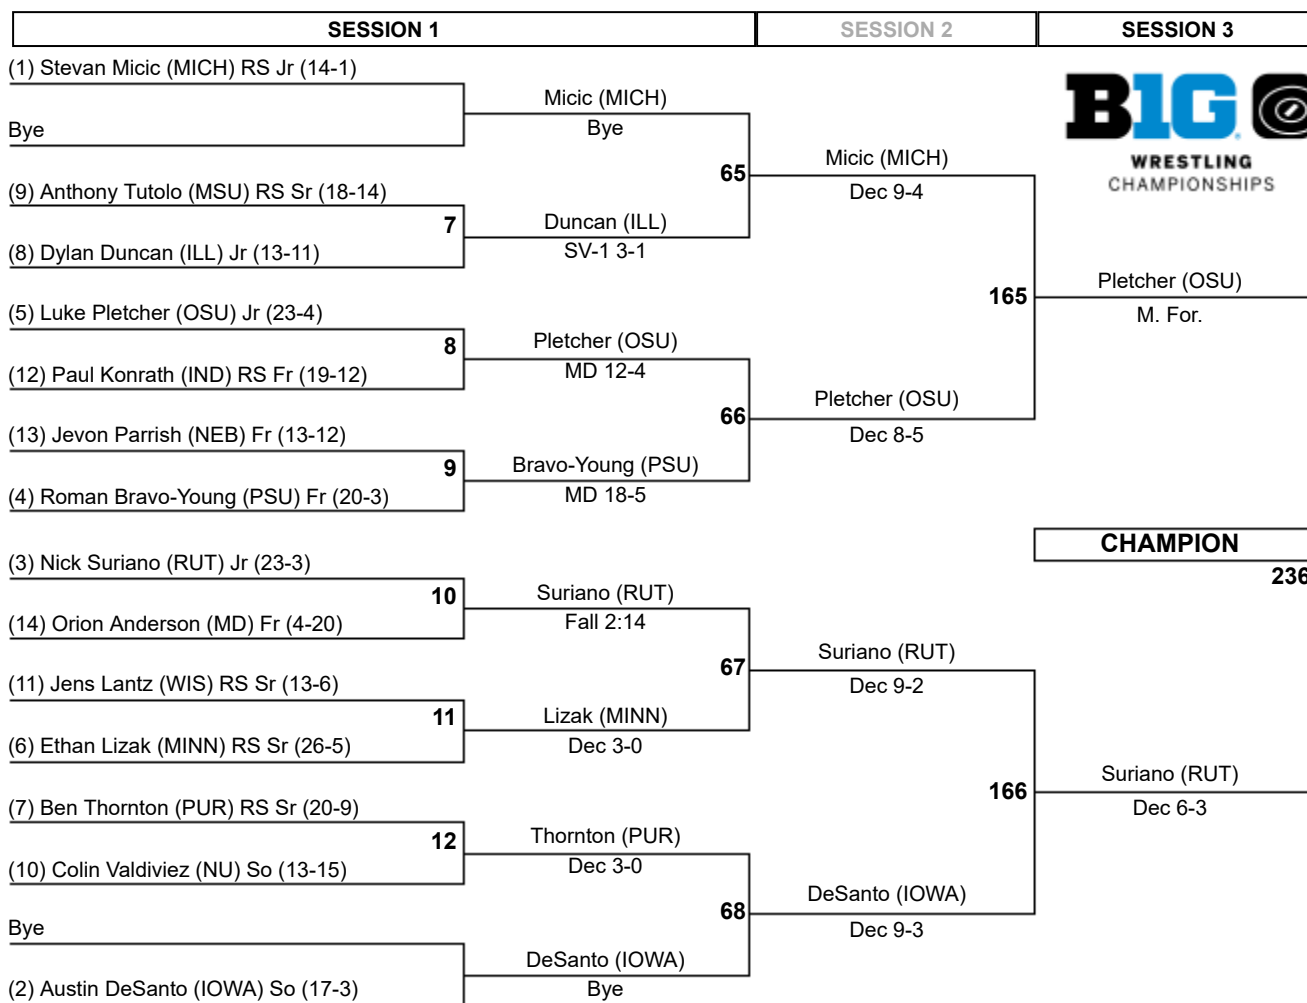 SESSION 1
SESSION 2
SESSION 3
(1) Stevan Micic (MICH) RS Jr (14-1)
Bye
(9) Anthony Tutolo (MSU) RS Sr (18-14)
7
(8) Dylan Duncan (ILL) Jr (13-11)
(5) Luke Pletcher (OSU) Jr (23-4)
8
(12) Paul Konrath (IND) RS Fr (19-12)
(13) Jevon Parrish (NEB) Fr (13-12)
9
(4) Roman Bravo-Young (PSU) Fr (20-3)
(3) Nick Suriano (RUT) Jr (23-3)
10
(14) Orion Anderson (MD) Fr (4-20)
(11) Jens Lantz (WIS) RS Sr (13-6)
11
(6) Ethan Lizak (MINN) RS Sr (26-5)
(7) Ben Thornton (PUR) RS Sr (20-9)
12
(10) Colin Valdiviez (NU) So (13-15)
Bye
(2) Austin DeSanto (IOWA) So (17-3)
Micic (MICH)
Bye
65
Duncan (ILL)
SV-1 3-1
Pletcher (OSU)
MD 12-4
66
Bravo-Young (PSU)
MD 18-5
Suriano (RUT)
Fall 2:14
67
Lizak (MINN)
Dec 3-0
Thornton (PUR)
Dec 3-0
68
DeSanto (IOWA)
Bye
Micic (MICH)
Dec 9-4
165
Pletcher (OSU)
Dec 8-5
Suriano (RUT)
Dec 9-2
166
DeSanto (IOWA)
Dec 9-3
B1G
WRESTLING
CHAMPIONSHIPS
Pletcher (OSU)
M. For.
CHAMPION
236
Suriano (RUT)
Dec 6-3